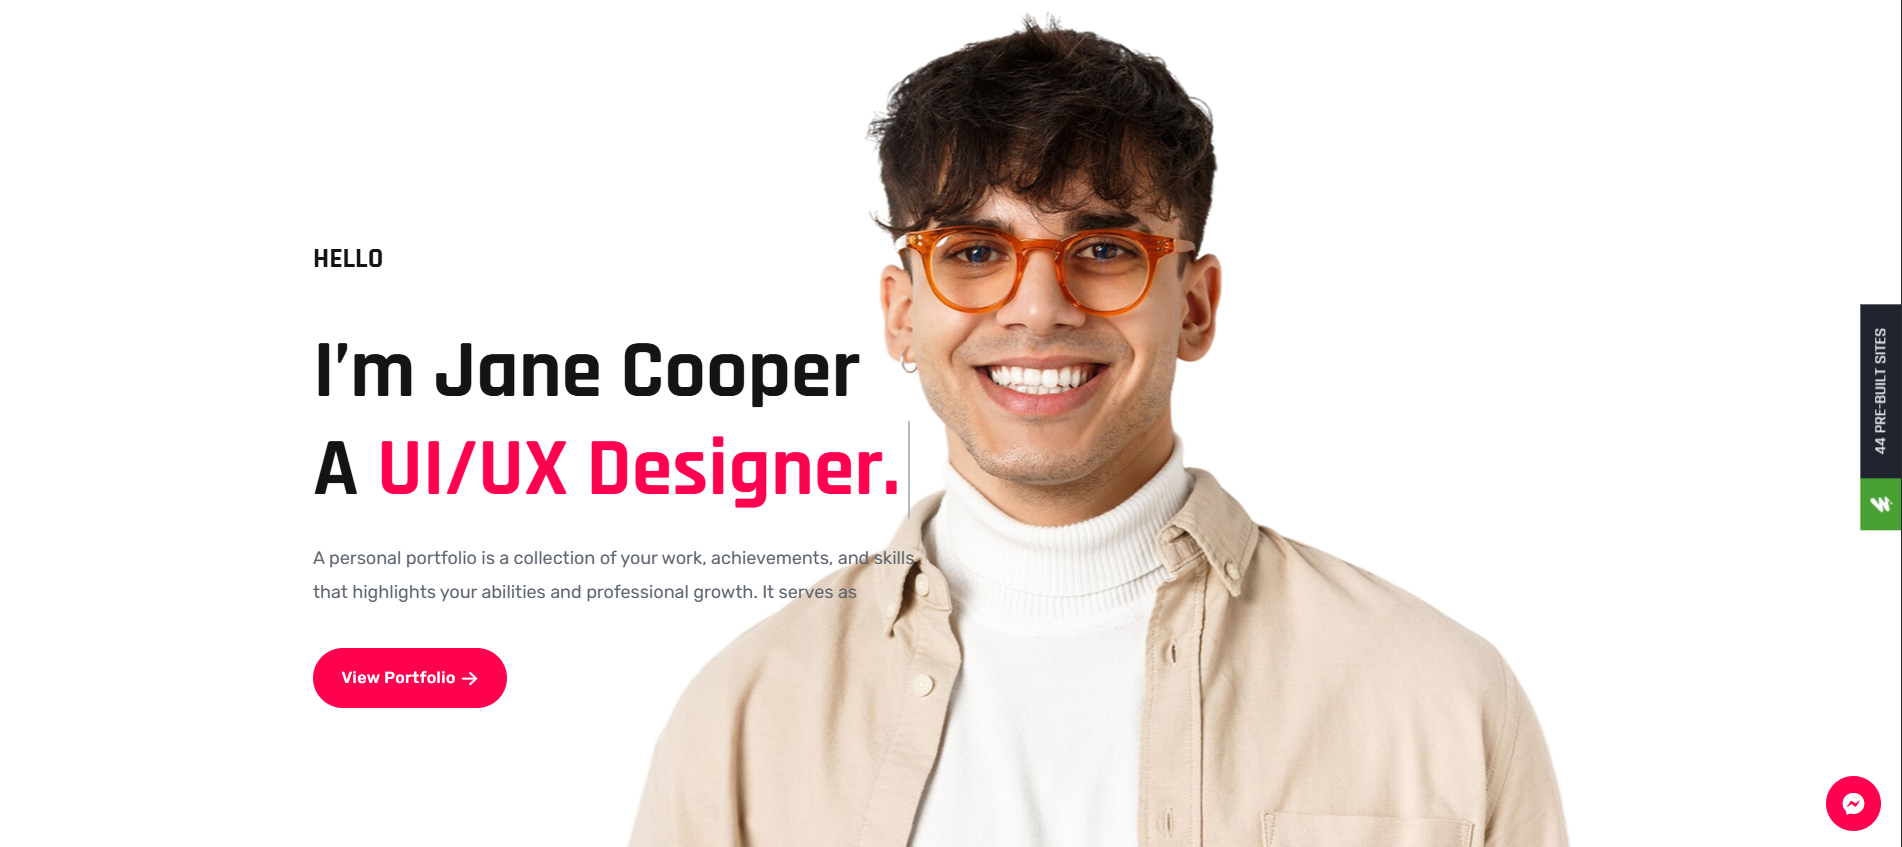 HELLO
I'm Jane Cooper
A UI/UX Designer.
A personal portfolio is a collection of your work, achievements, and skills
that highlights your abilities and professional growth. It serves as
View Portfolio →
44 PRE-BUILT SITES